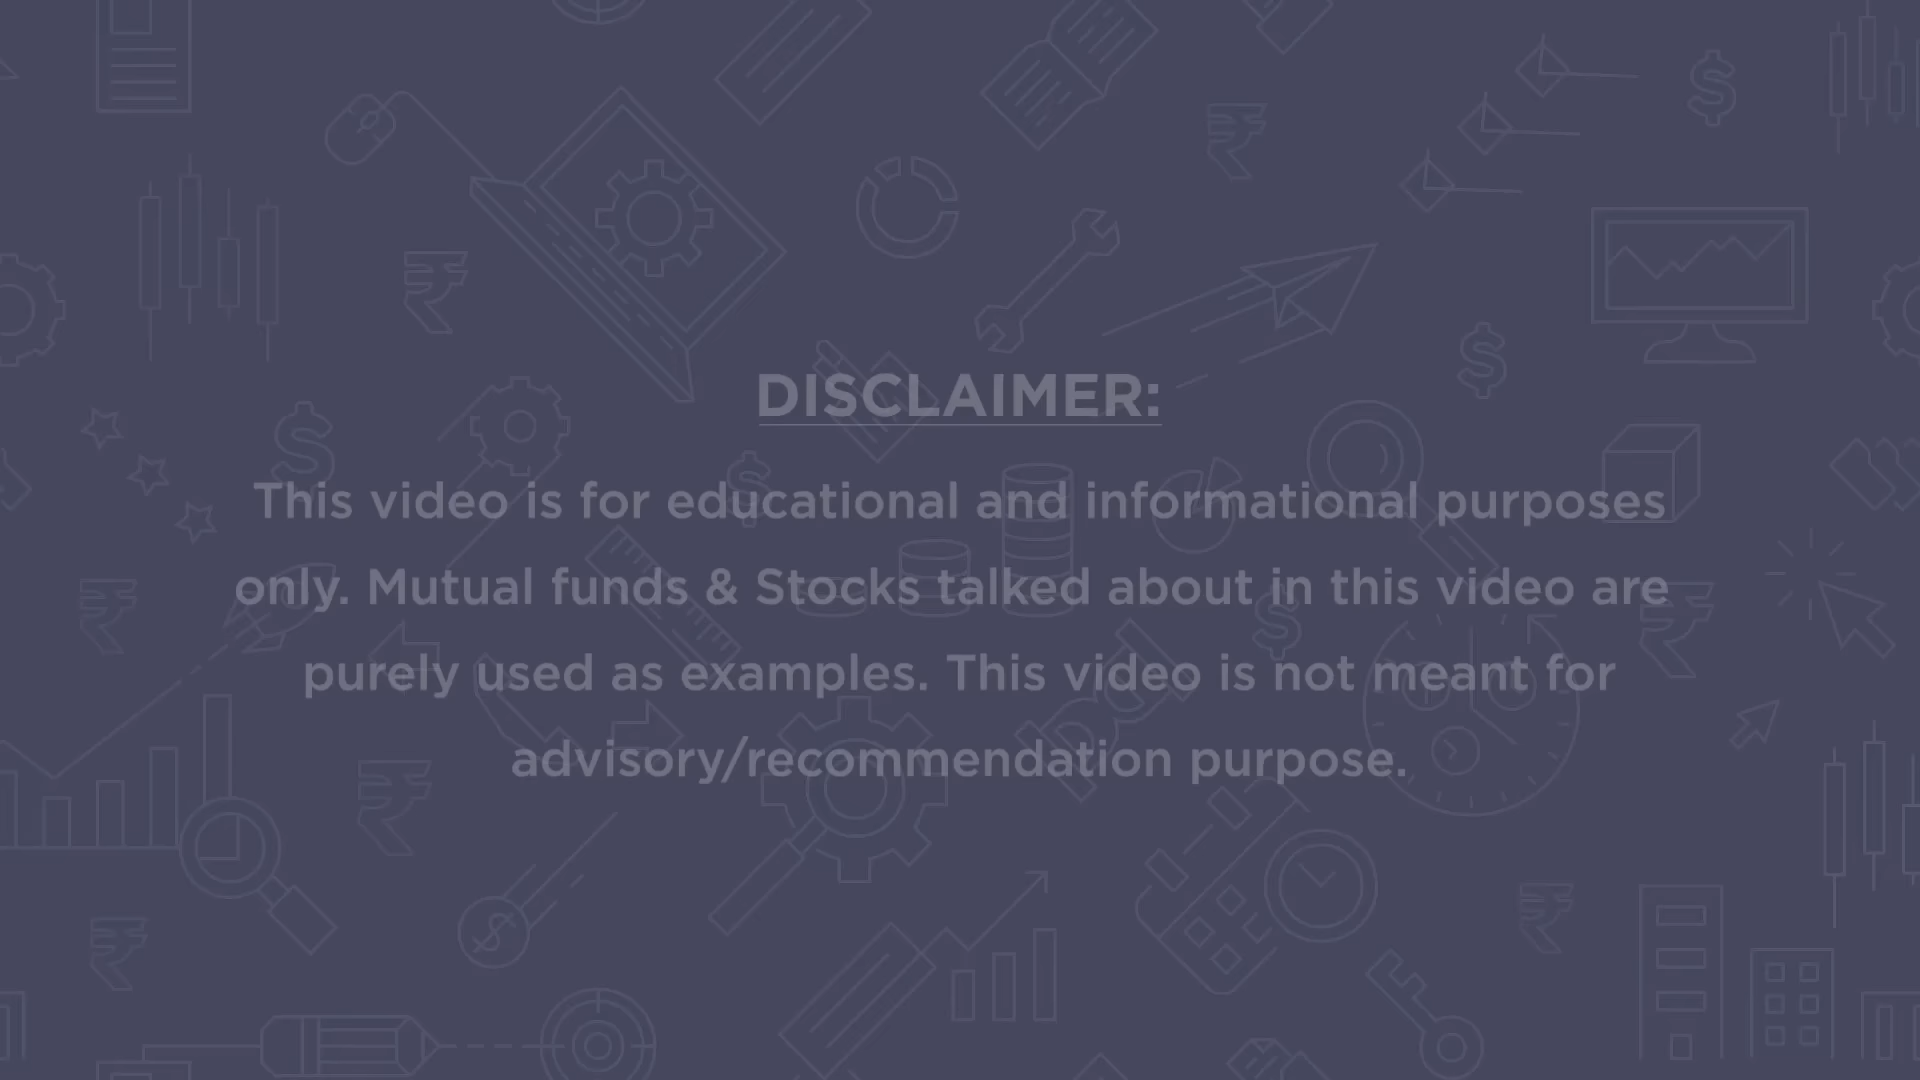 DISCLAIMER:
This video is for educational and informational purposes
only. Mutual funds & Stocks talked about in this video are
purely used as examples. This video is not meant for
advisory/recommendation purpose.